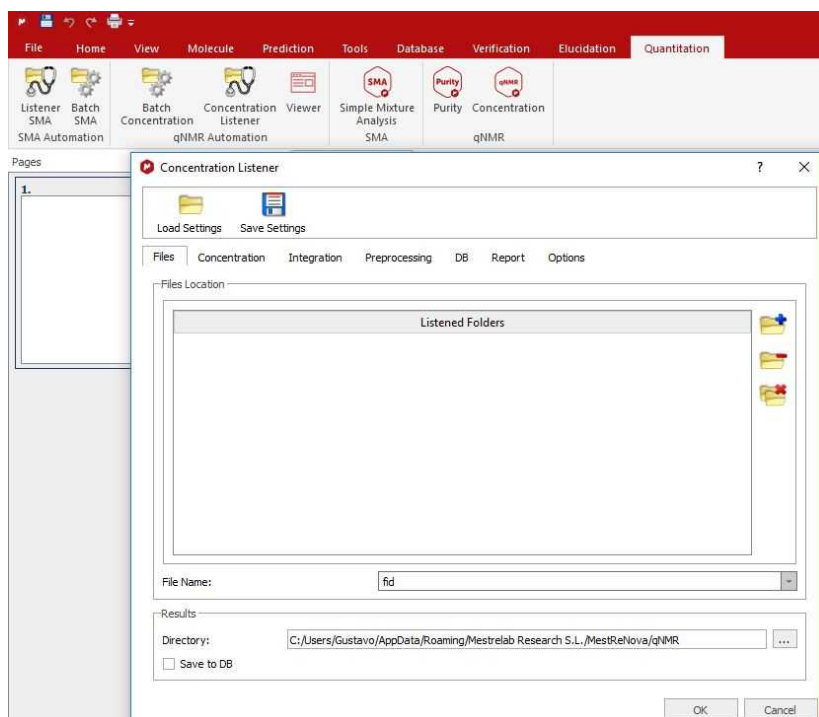 File Home View Molecule Prediction Tools Database Verification Elucidation Quantitation
Listener SMA Batch SMA Batch Concentration Concentration Listener Viewer Simple Mixture Analysis Purity Concentration
SMA Purity qNMR
SMA Automation qNMR Automation SMA qNMR
Pages
1.
Concentration Listener ? ×
Load Settings Save Settings
Files Concentration Integration Preprocessing DB Report Options
Files Location
Listed Folders
File Name: fid
Results
Directory: C:/Users/Gustavo/AppData/Roaming/Mestrelab Research S.L./MestReNova/qNMR ...
Save to DB
OK Cancel